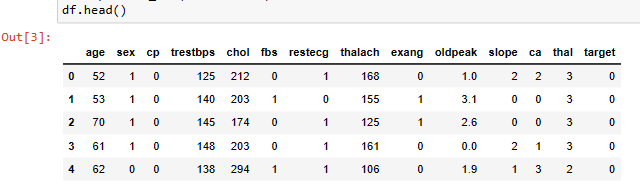 df.head()
Out[3]:
age sex cp trestbps chol fbs restecg thalach exang oldpeak slope ca thal target
0 52 1 0 125 212 0 1 168 0 1.0 2 2 3 0
1 53 1 0 140 203 1 0 155 1 3.1 0 0 3 0
2 70 1 0 145 174 0 1 125 1 2.6 0 0 3 0
3 61 1 0 148 203 0 1 161 0 0.0 2 1 3 0
4 62 0 0 138 294 1 1 106 0 1.9 1 3 2 0